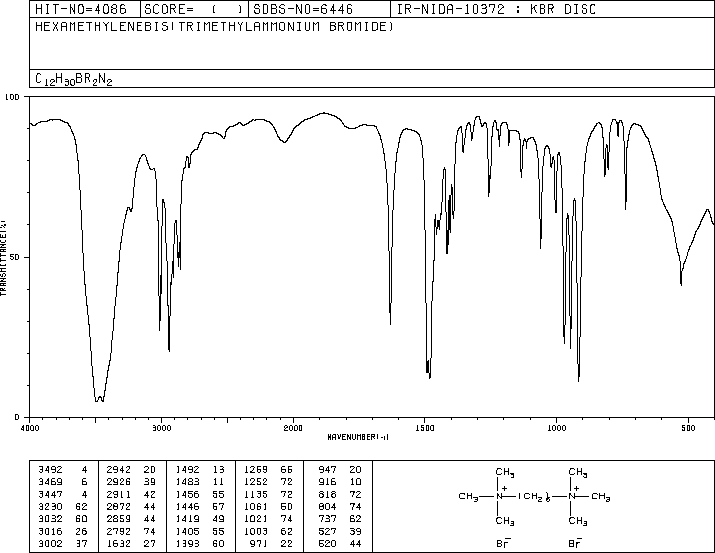 HIT-NO=4086 SCORE= ( ) SDBS-NO=6446 IR-NIDA-10372 : KBR DISC
HEXAMETHYLENEBIS(TRIMETHYLAMMONIUM BROMIDE)
C12H30BR2N2
100
50
0
TRANSMITTANCE(%)
4000 3000 2000 1500 1000 500
WAVENUMBER(-1)
3492 4 2942 20 1492 13 1269 66 947 20
3469 6 2926 39 1483 11 1252 72 916 10
3447 4 2911 42 1456 55 1135 72 818 72
3230 62 2872 44 1446 57 1061 50 804 74
3032 60 2859 44 1419 49 1021 74 737 62
3016 26 2792 74 1405 55 1003 62 527 39
3002 37 1632 27 1393 60 971 22 520 44
CH3 CH3
CH3 N + (CH2)6 N + CH3
CH3 CH3
Br− Br−